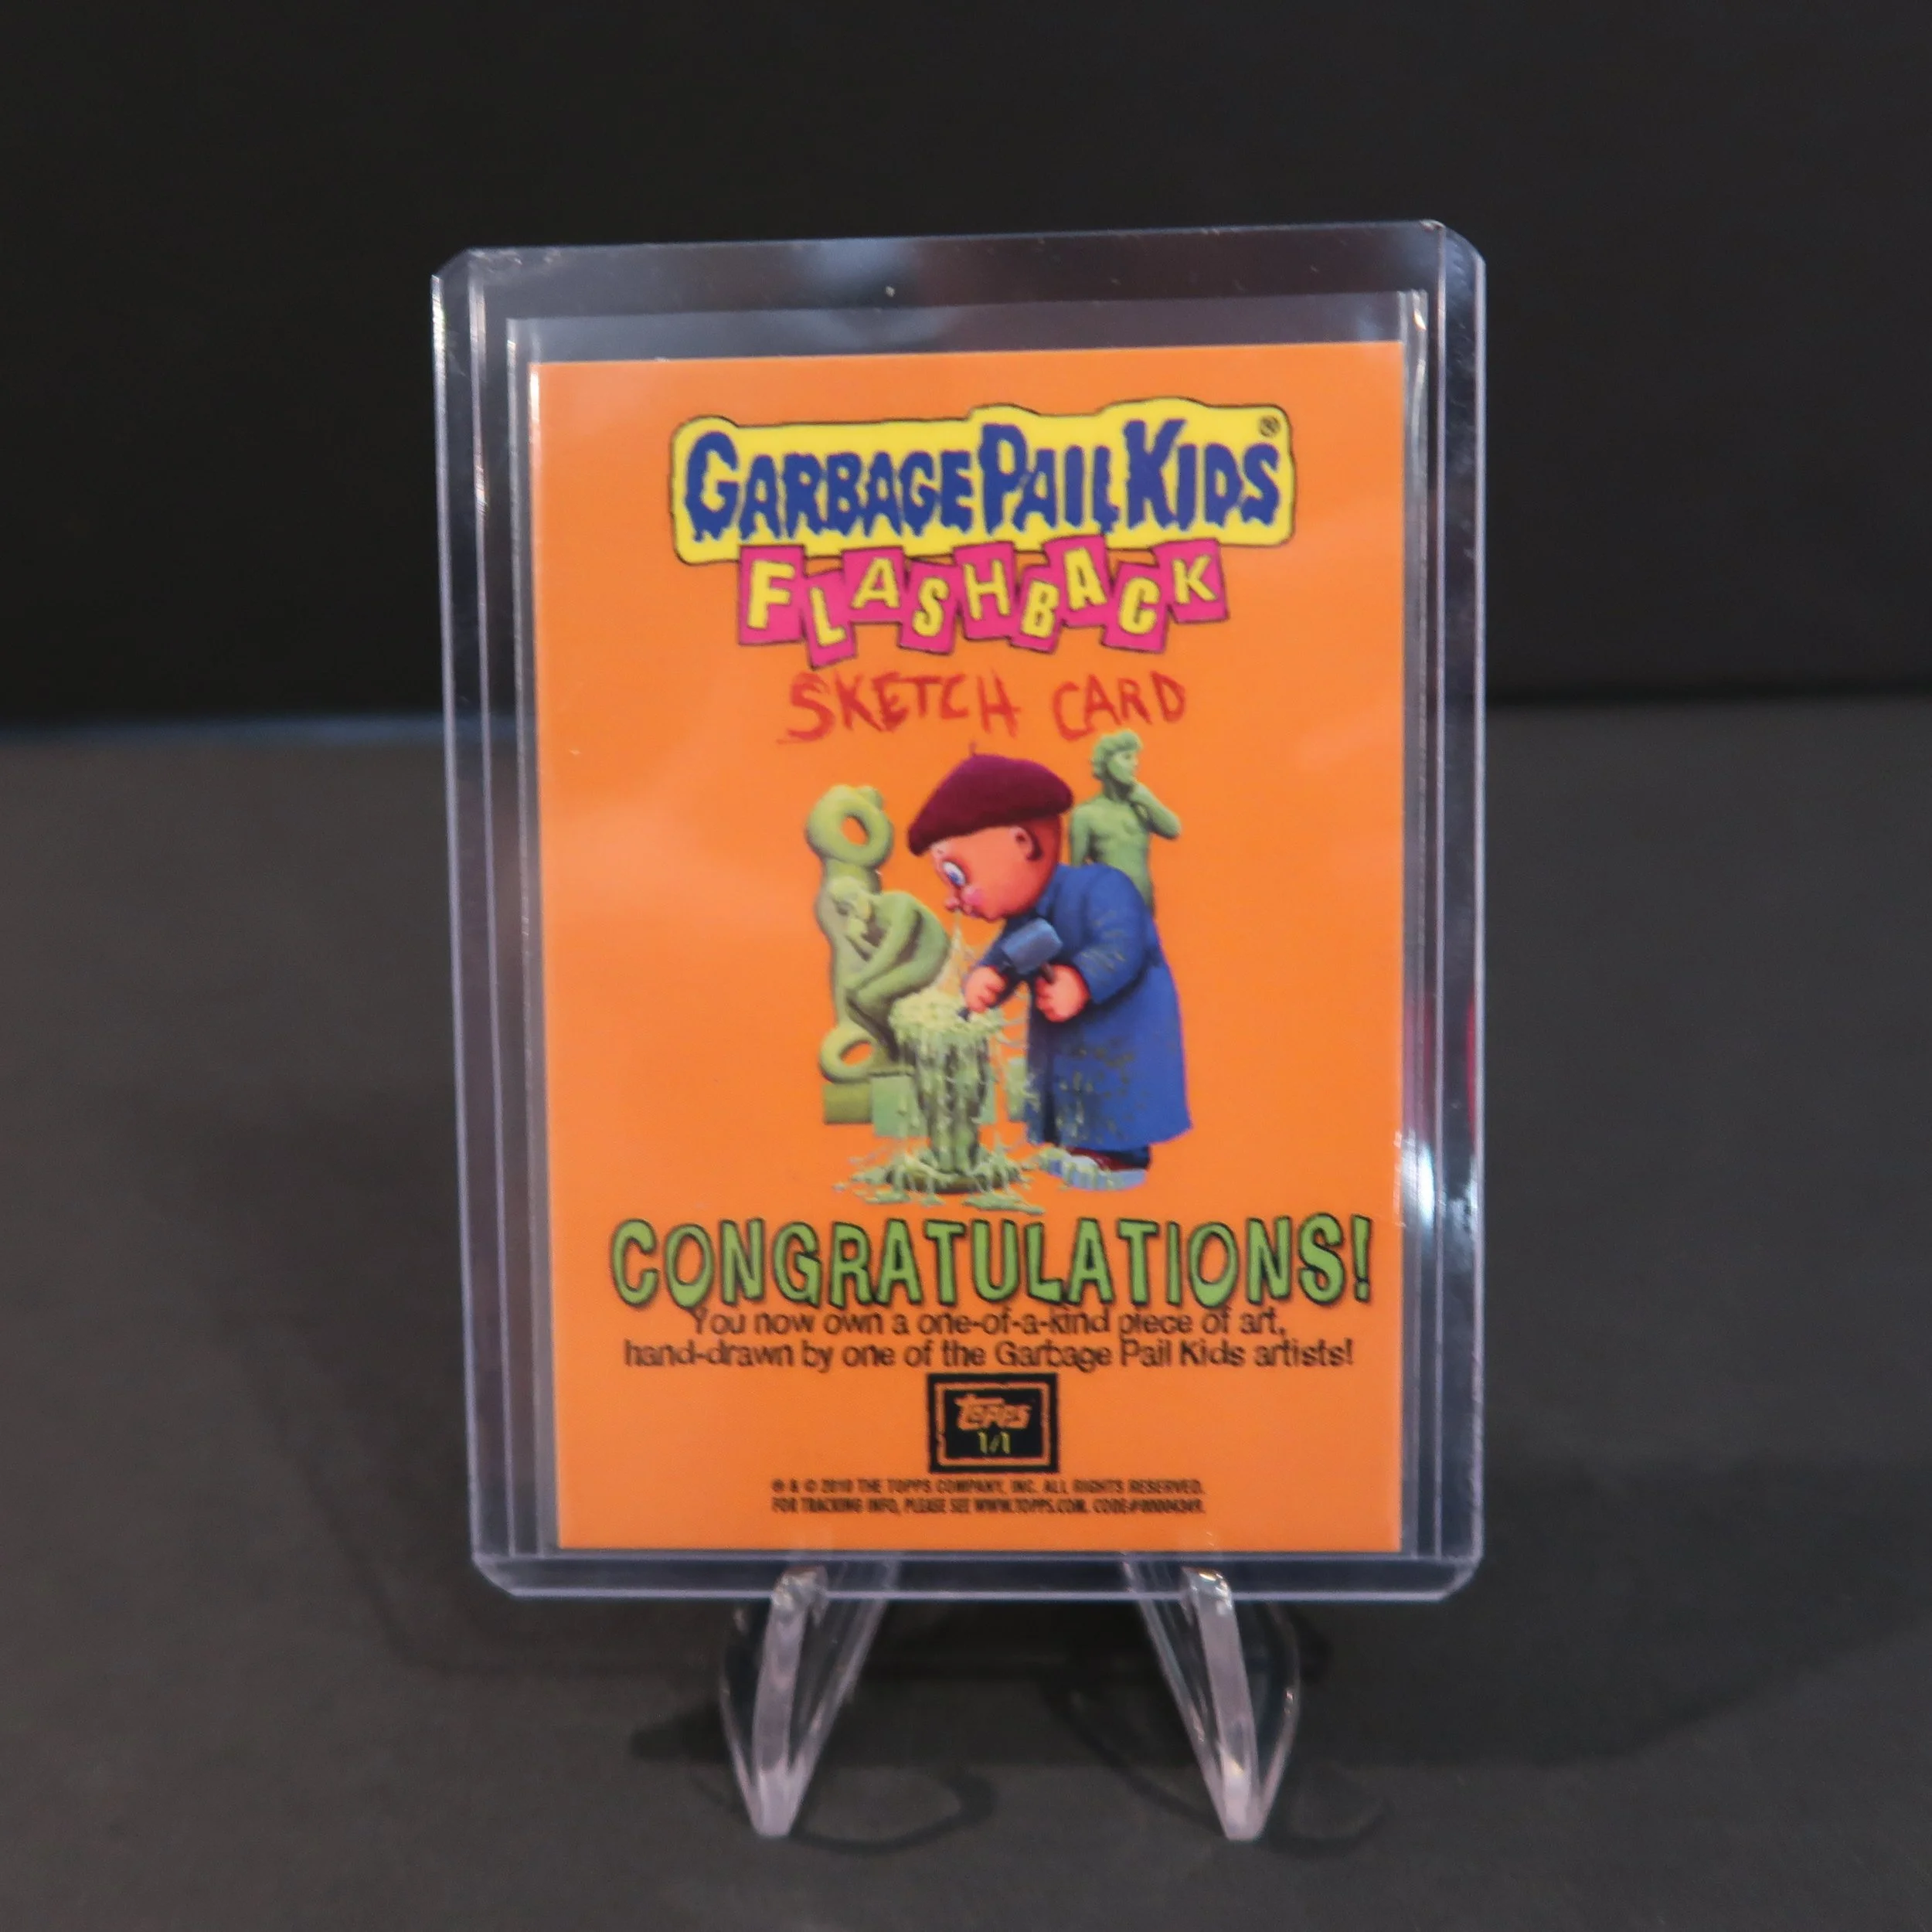 GARBAGE PAIL KIDS®
FLASHBACK
SKETCH CARD
CONGRATULATIONS!
You now own a one-of-a-kind piece of art,
hand-drawn by one of the Garbage Pail Kids artists!
Topps
1/1
® & © 2010 THE TOPPS COMPANY, INC. ALL RIGHTS RESERVED.
FOR TRACKING INFO, PLEASE SEE WWW.TOPPS.COM.